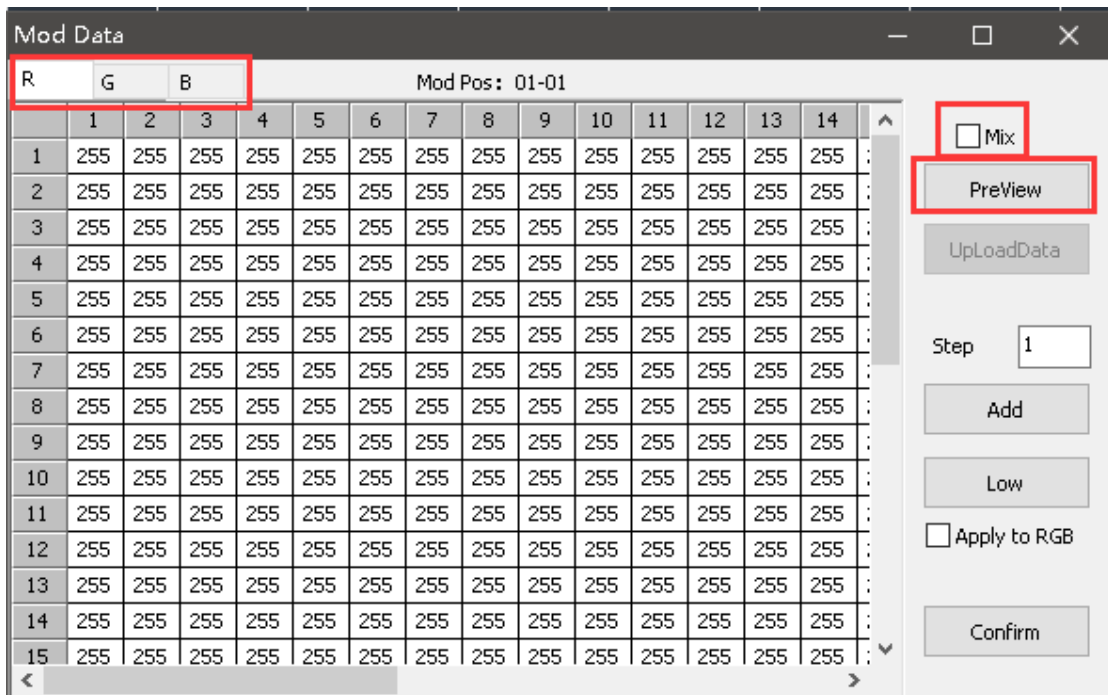 Mod Data
R G B Mod Pos: 01-01
1 2 3 4 5 6 7 8 9 10 11 12 13 14
1 255 255 255 255 255 255 255 255 255 255 255 255 255 255
2 255 255 255 255 255 255 255 255 255 255 255 255 255 255
3 255 255 255 255 255 255 255 255 255 255 255 255 255 255
4 255 255 255 255 255 255 255 255 255 255 255 255 255 255
5 255 255 255 255 255 255 255 255 255 255 255 255 255 255
6 255 255 255 255 255 255 255 255 255 255 255 255 255 255
7 255 255 255 255 255 255 255 255 255 255 255 255 255 255
8 255 255 255 255 255 255 255 255 255 255 255 255 255 255
9 255 255 255 255 255 255 255 255 255 255 255 255 255 255
10 255 255 255 255 255 255 255 255 255 255 255 255 255 255
11 255 255 255 255 255 255 255 255 255 255 255 255 255 255
12 255 255 255 255 255 255 255 255 255 255 255 255 255 255
13 255 255 255 255 255 255 255 255 255 255 255 255 255 255
14 255 255 255 255 255 255 255 255 255 255 255 255 255 255
15 255 255 255 255 255 255 255 255 255 255 255 255 255 255
Mix
PreView
UpLoadData
Step 1
Add
Low
Apply to RGB
Confirm